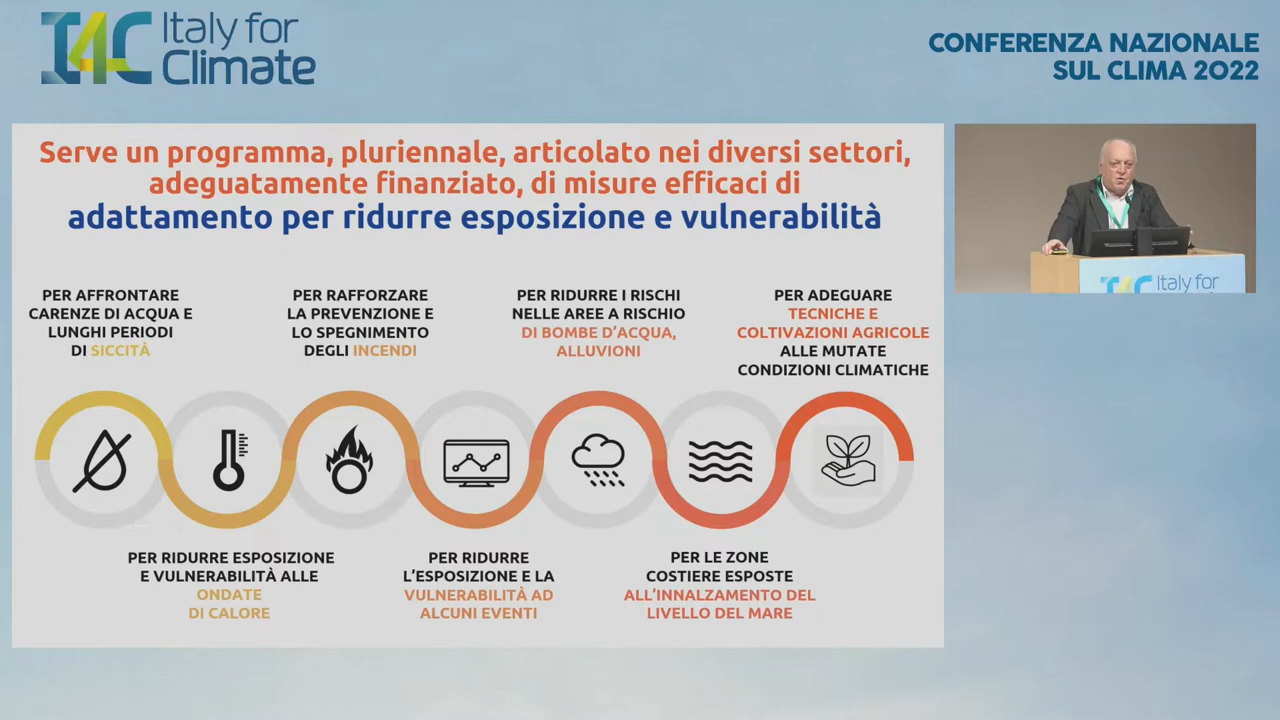 I4C Italy for
Climate
CONFERENZA NAZIONALE
SUL CLIMA 2022
Serve un programma, pluriennale, articolato nei diversi settori,
adeguatamente finanziato, di misure efficaci di
adattamento per ridurre esposizione e vulnerabilità
PER AFFRONTARE
CARENZE DI ACQUA E
LUNGHI PERIODI
DI SICCITÀ
PER RAFFORZARE
LA PREVENZIONE E
LO SPEGNIMENTO
DEGLI INCENDI
PER RIDURRE I RISCHI
NELLE AREE A RISCHIO
DI BOMBE D'ACQUA,
ALLUVIONI
PER ADEGUARE
TECNICHE E
COLTIVAZIONI AGRICOLE
ALLE MUTATE
CONDIZIONI CLIMATICHE
PER RIDURRE ESPOSIZIONE
E VULNERABILITÀ ALLE
ONDATE
DI CALORE
PER RIDURRE
L'ESPOSIZIONE E LA
VULNERABILITÀ AD
ALCUNI EVENTI
PER LE ZONE
COSTIERE ESPOSTE
ALL'INNALZAMENTO DEL
LIVELLO DEL MARE
I4C Italy for